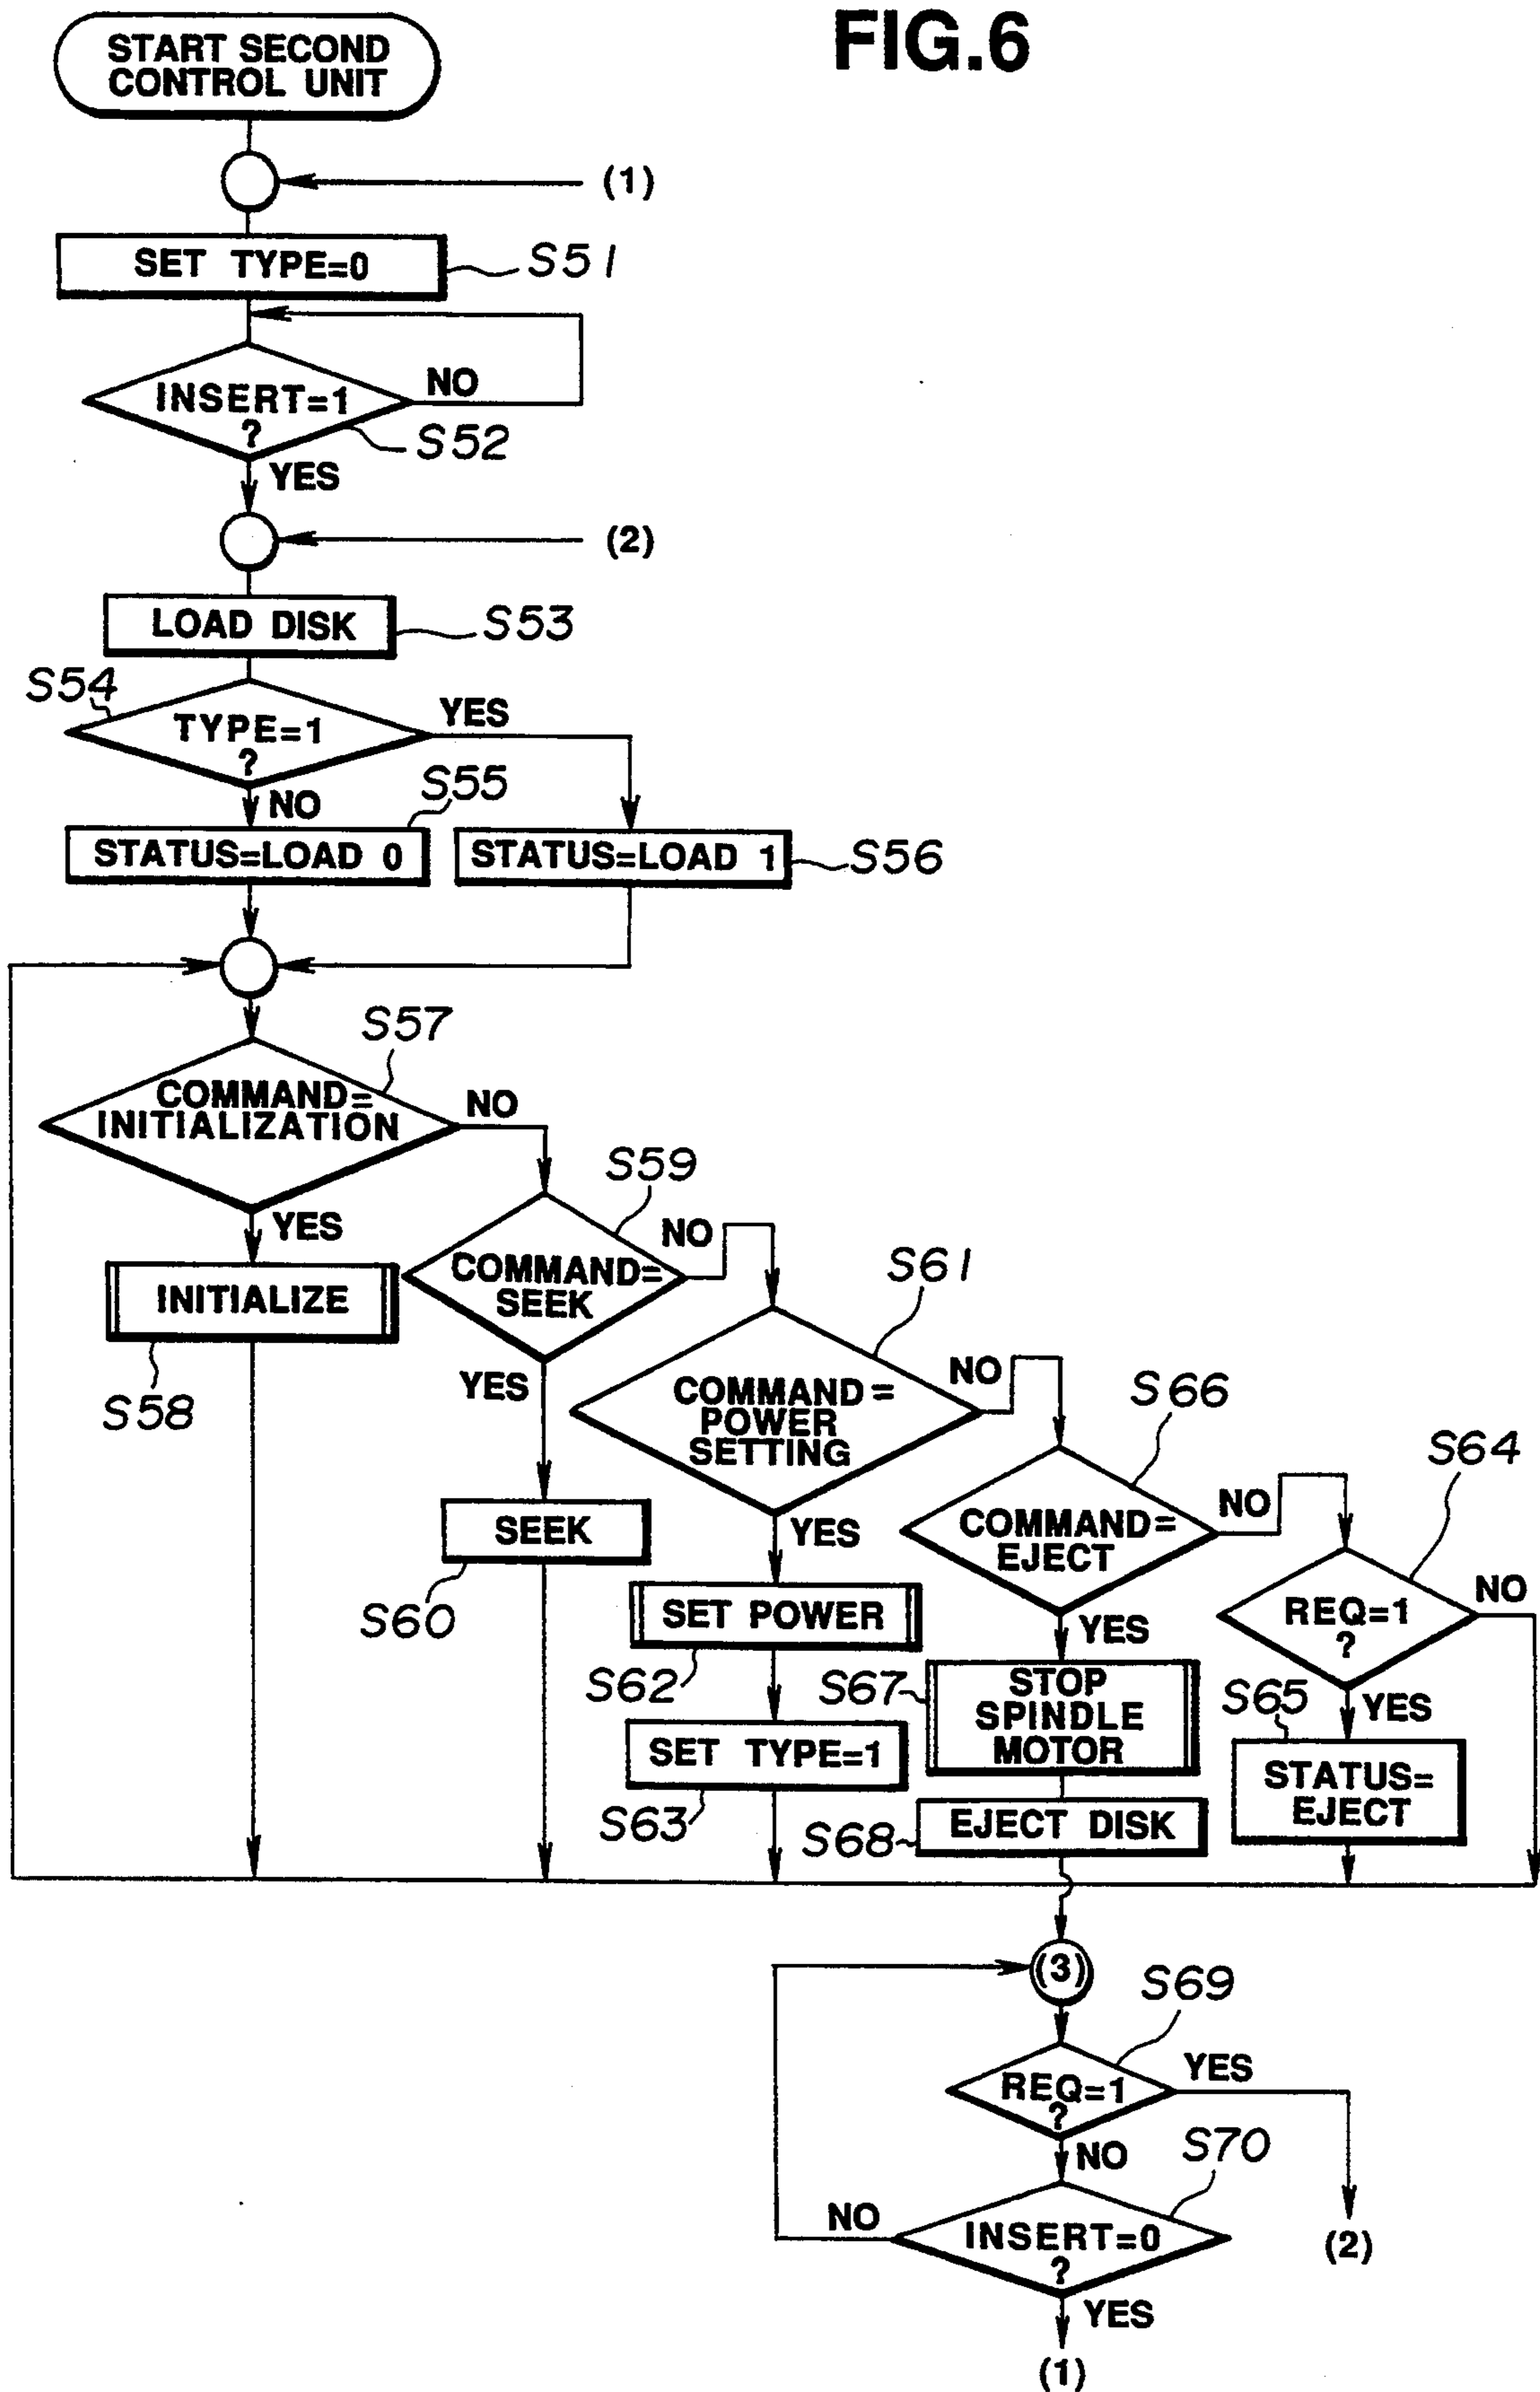 FIG.6
START SECOND
CONTROL UNIT
(1)
SET TYPE=0
S51
INSERT=1
?
NO
S52
YES
(2)
LOAD DISK
S53
S54
TYPE=1
?
YES
NO
S55
STATUS=LOAD 0
STATUS=LOAD 1
S56
S57
COMMAND=
INITIALIZATION
NO
YES
INITIALIZE
S58
S59
COMMAND=
SEEK
NO
YES
SEEK
S60
S61
COMMAND=
POWER
SETTING
NO
YES
SET POWER
S62
SET TYPE=1
S63
S66
COMMAND=
EJECT
NO
YES
S67
STOP
SPINDLE
MOTOR
S68
EJECT DISK
S64
REQ=1
?
NO
YES
S65
STATUS=
EJECT
(3)
S69
REQ=1
?
YES
NO
S70
INSERT=0
?
NO
(2)
YES
(1)